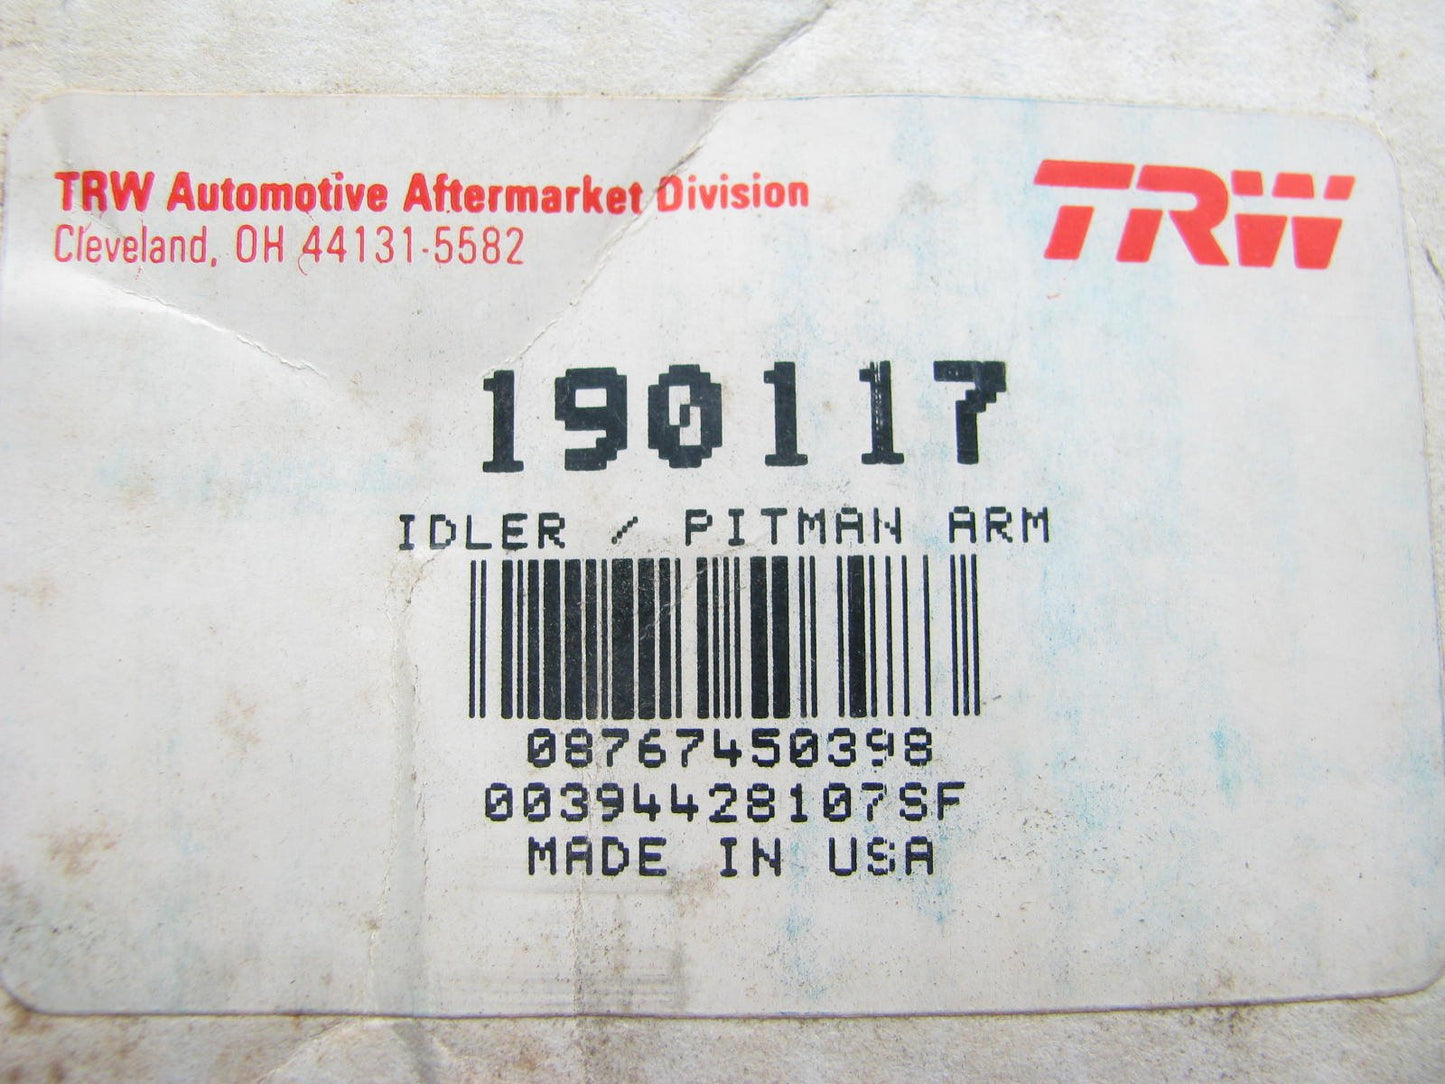 TRW Automotive Aftermarket Division
Cleveland, OH 44131-5582
TRW
190117
IDLER / PITMAN ARM
08767450398
00394428107SF
MADE IN USA